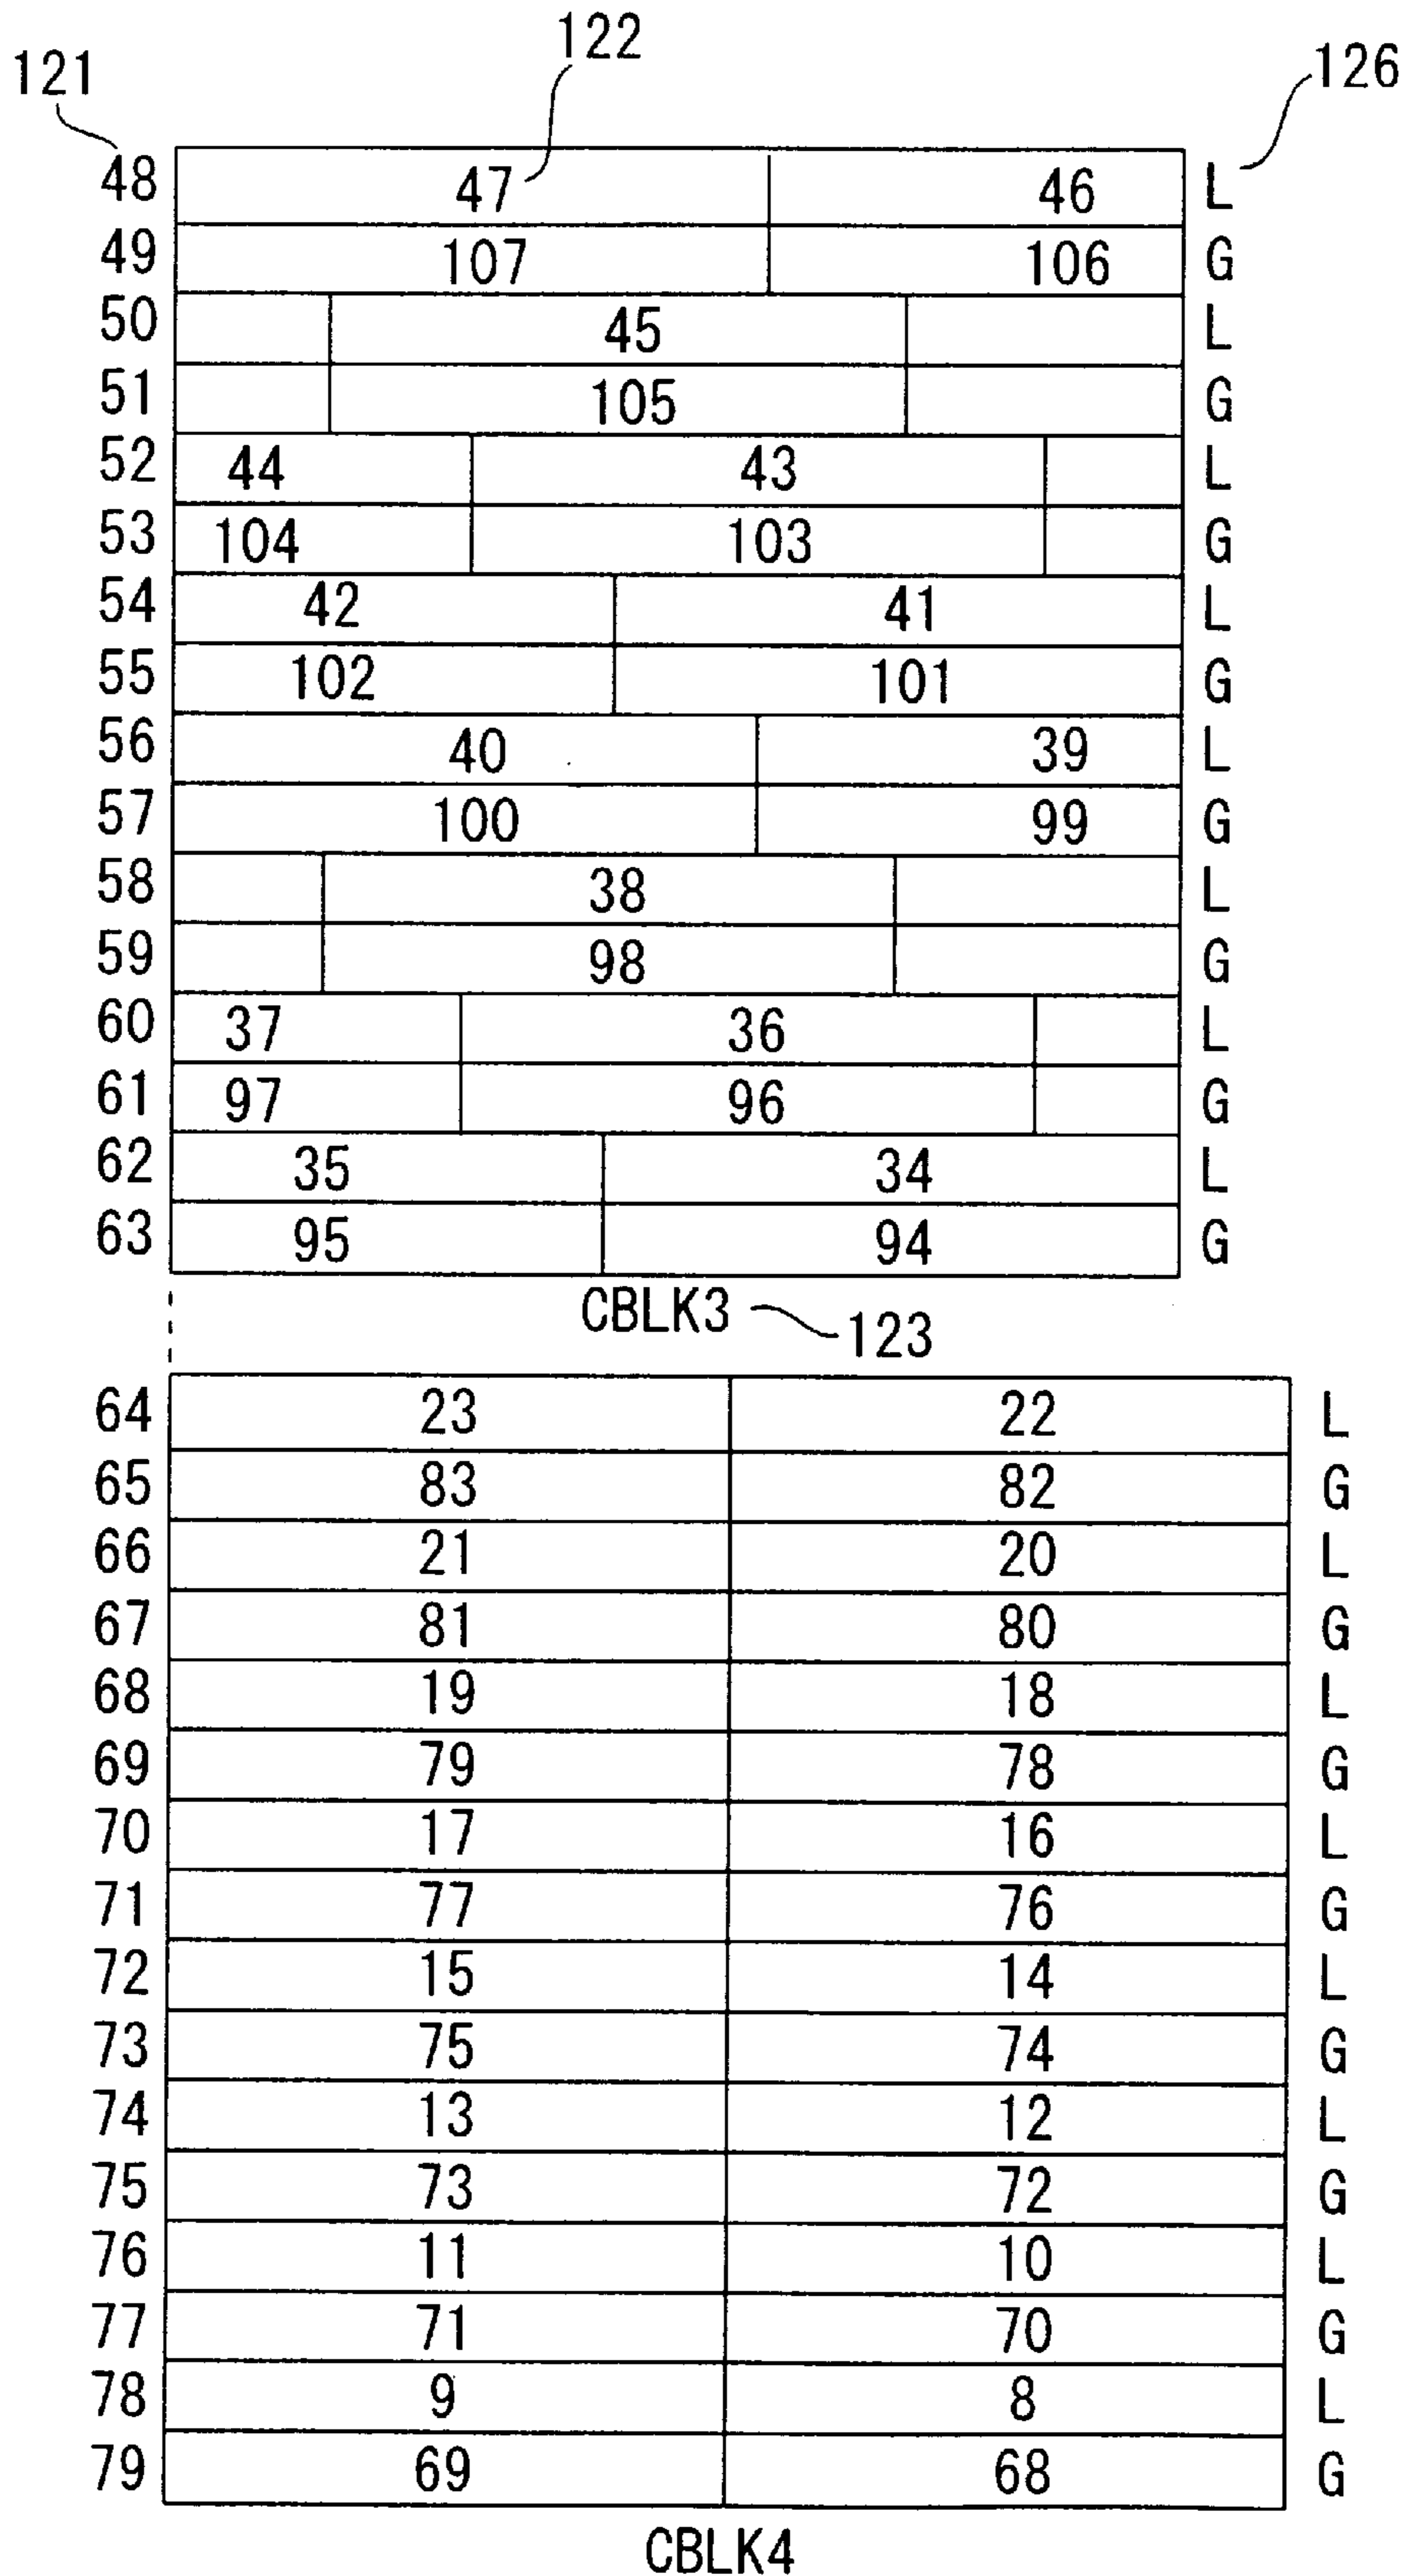 122
121
126
48 47 46 L
49 107 106 G
50 45 L
51 105 G
52 44 43 L
53 104 103 G
54 42 41 L
55 102 101 G
56 40 39 L
57 100 99 G
58 38 L
59 98 G
60 37 36 L
61 97 96 G
62 35 34 L
63 95 94 G
CBLK3 123
64 23 22 L
65 83 82 G
66 21 20 L
67 81 80 G
68 19 18 L
69 79 78 G
70 17 16 L
71 77 76 G
72 15 14 L
73 75 74 G
74 13 12 L
75 73 72 G
76 11 10 L
77 71 70 G
78 9 8 L
79 69 68 G
CBLK4